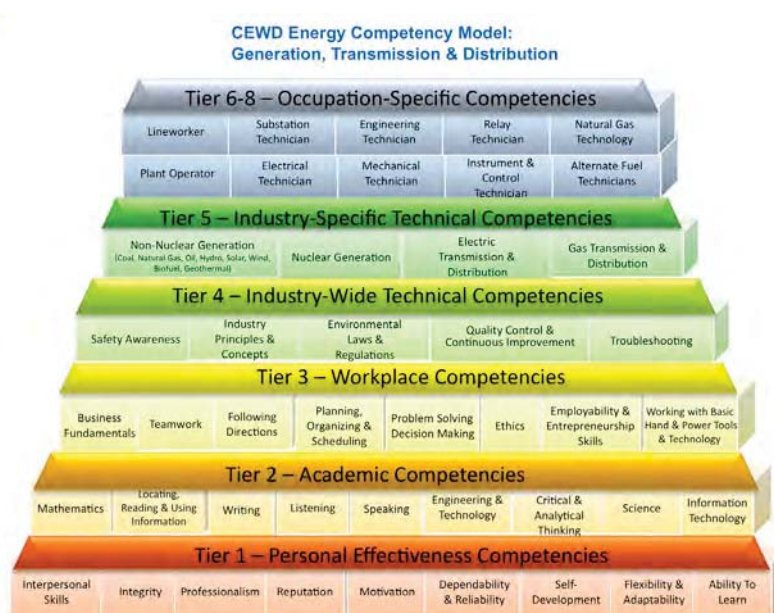 CEWD Energy Competency Model:
Generation, Transmission & Distribution
Tier 6-8 – Occupation-Specific Competencies
Lineworker
Substation
Technician
Engineering
Technician
Relay
Technician
Natural Gas
Technology
Plant Operator
Electrical
Technician
Mechanical
Technician
Instrument &
Control
Technician
Alternate Fuel
Technicians
Tier 5 – Industry-Specific Technical Competencies
Non-Nuclear Generation
(Coal, Natural Gas, Oil, Hydro, Solar, Wind,
Biofuel, Geothermal)
Nuclear Generation
Electric
Transmission &
Distribution
Gas Transmission &
Distribution
Tier 4 – Industry-Wide Technical Competencies
Safety Awareness
Industry
Principles &
Concepts
Environmental
Laws &
Regulations
Quality Control &
Continuous Improvement
Troubleshooting
Tier 3 – Workplace Competencies
Business
Fundamentals
Teamwork
Following
Directions
Planning,
Organizing &
Scheduling
Problem Solving
Decision Making
Ethics
Employability &
Entrepreneurship
Skills
Working with Basic
Hand & Power Tools
& Technology
Tier 2 – Academic Competencies
Mathematics
Locating,
Reading & Using
Information
Writing
Listening
Speaking
Engineering &
Technology
Critical &
Analytical
Thinking
Science
Information
Technology
Tier 1 – Personal Effectiveness Competencies
Interpersonal
Skills
Integrity
Professionalism
Reputation
Motivation
Dependability
& Reliability
Self-
Development
Flexibility &
Adaptability
Ability To
Learn